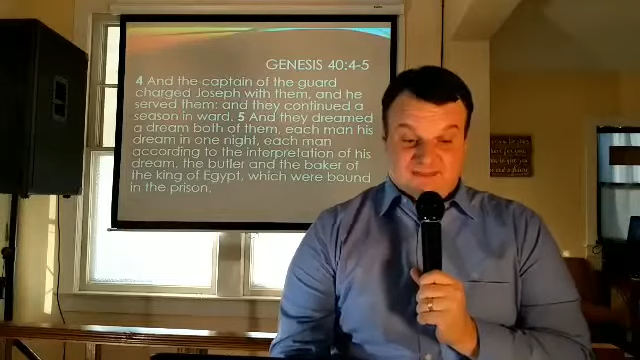 GENESIS 40:4-5
4 And the captain of the guard
charged Joseph with them, and he
served them: and they continued a
season in ward. 5 And they dreamed
a dream both of them, each man his
dream in one night, each man
according to the interpretation of his
dream, the butler and the baker of
the king of Egypt, which were bound
in the prison.